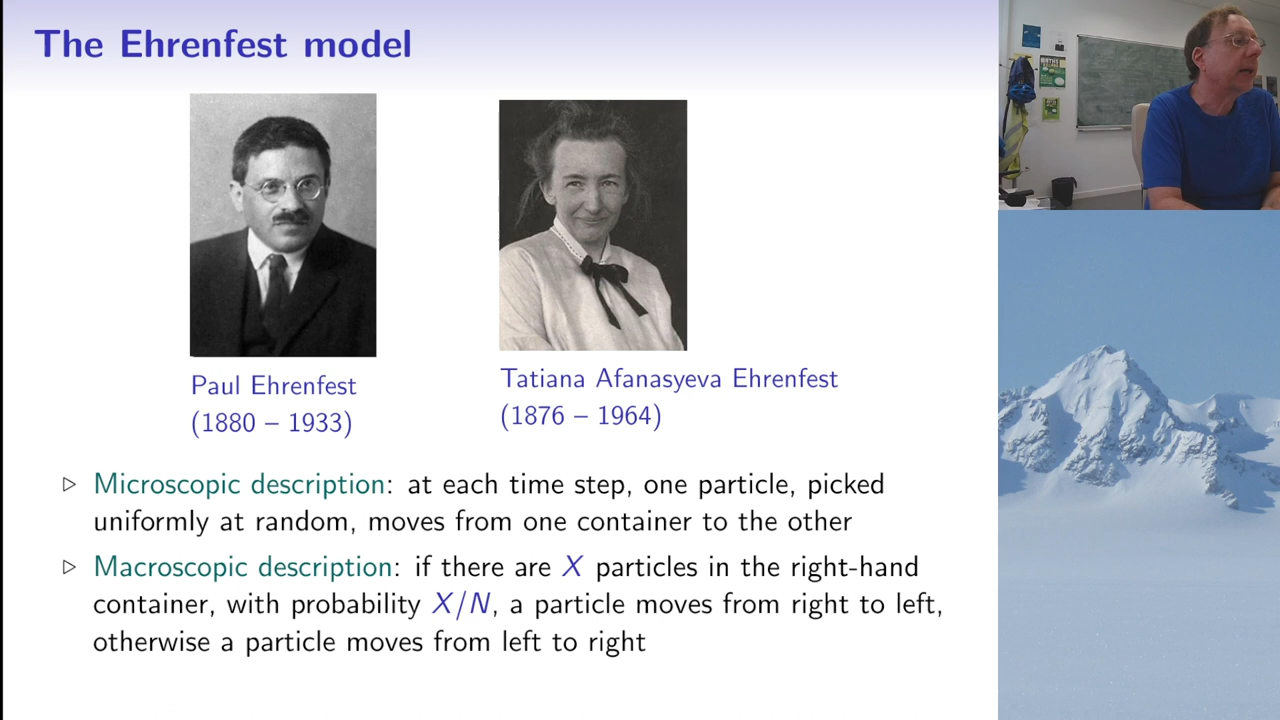 The Ehrenfest model
Paul Ehrenfest
(1880 – 1933)
Tatiana Afanasyeva Ehrenfest
(1876 – 1964)
▷ Microscopic description: at each time step, one particle, picked
uniformly at random, moves from one container to the other
▷ Macroscopic description: if there are X particles in the right-hand
container, with probability X/N, a particle moves from right to left,
otherwise a particle moves from left to right